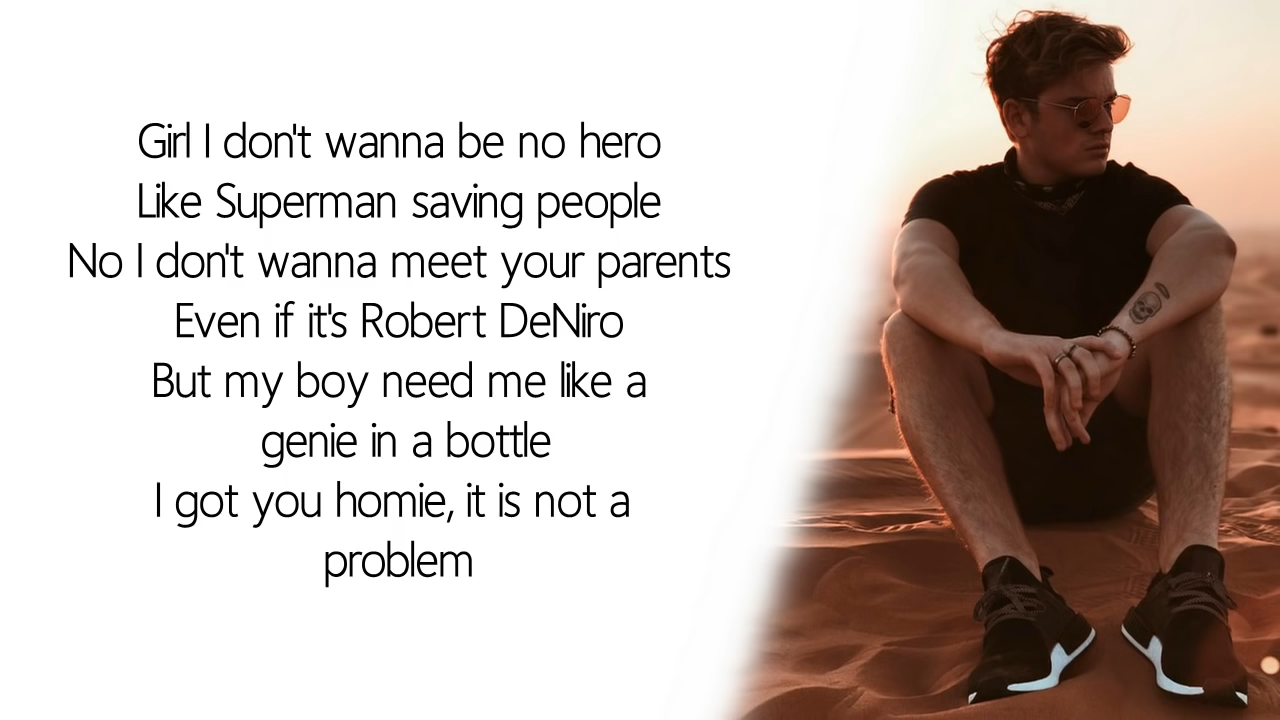 Girl I don't wanna be no hero
Like Superman saving people
No I don't wanna meet your parents
Even if it's Robert DeNiro
But my boy need me like a
genie in a bottle
I got you homie, it is not a
problem